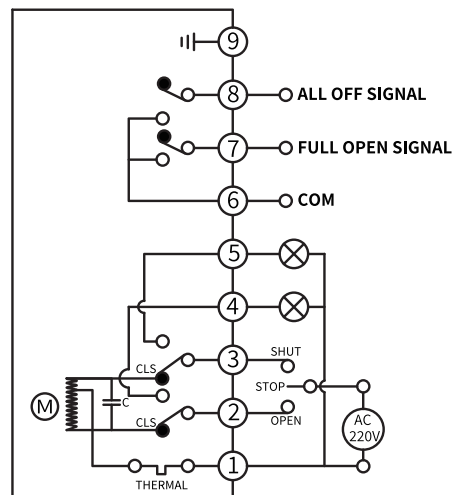 9
8 ALL OFF SIGNAL
7 FULL OPEN SIGNAL
6 COM
5
4
CLS 3 SHUT
STOP
M C
CLS 2 OPEN
AC
220V
1
THERMAL